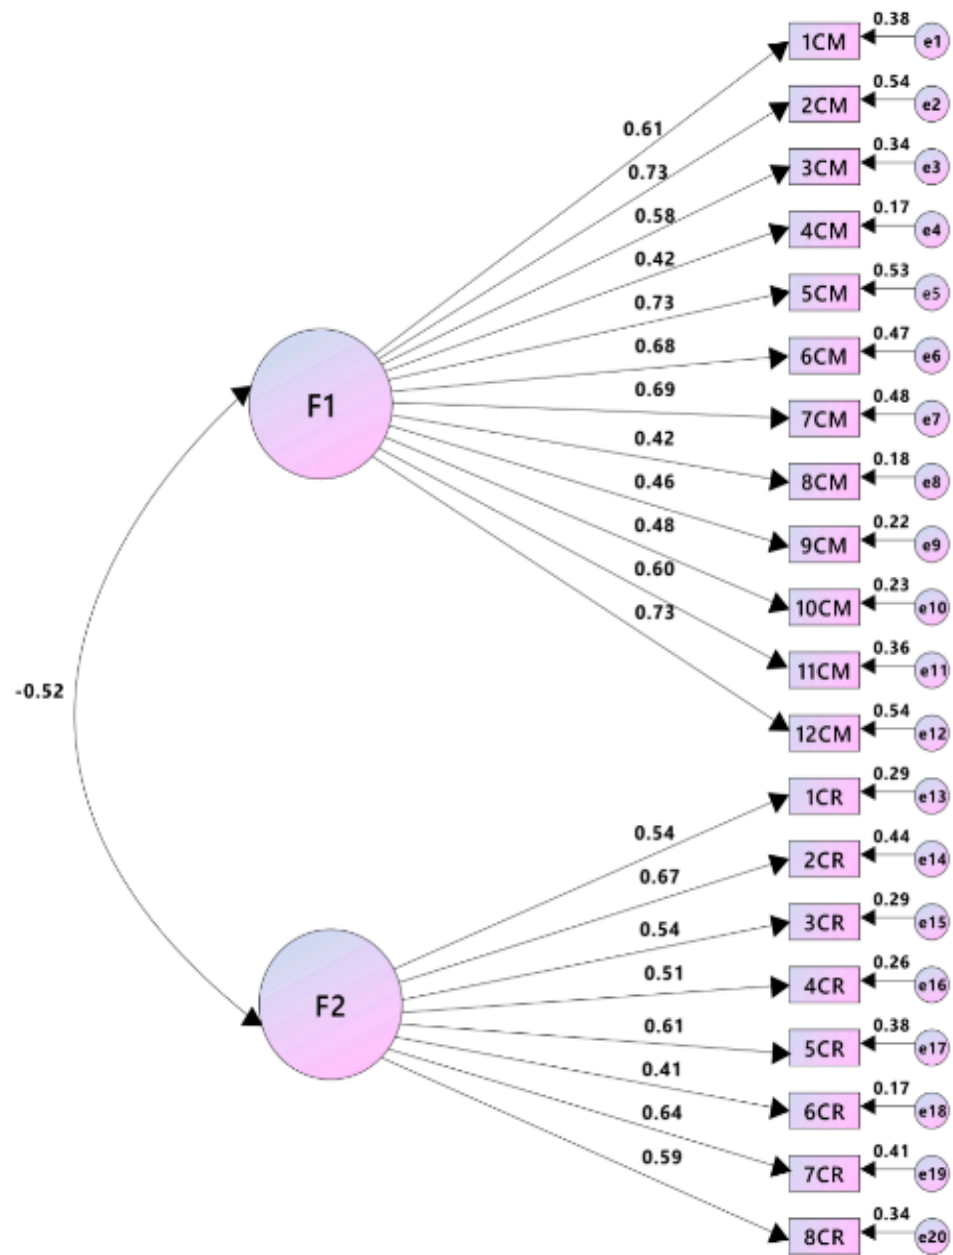 0.38
1CM
e1
0.54
2CM
e2
0.61
0.34
3CM
e3
0.73
0.17
4CM
e4
0.58
0.42
0.53
5CM
e5
0.73
0.47
6CM
e6
0.68
0.69
F1
0.48
7CM
e7
0.42
0.18
8CM
e8
0.46
0.22
9CM
e9
0.48
0.60
0.23
10CM
e10
0.73
0.36
11CM
e11
-0.52
0.54
12CM
e12
0.29
1CR
e13
0.54
0.44
2CR
e14
0.67
0.29
3CR
e15
0.54
0.51
0.26
4CR
e16
F2
0.61
0.38
5CR
e17
0.41
0.17
6CR
e18
0.64
0.41
7CR
e19
0.59
0.34
8CR
e20